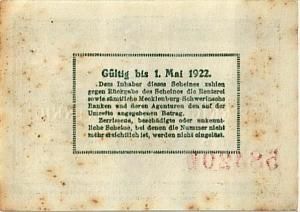 Gültig bis 1. Mai 1922.
Dem Inhaber dieses Scheines zahlen
gegen Rückgabe des Scheines die Renterei
sowie sämtliche Mecklenburg-Schwerinsche
Banken und deren Agenturen den auf der
Umseite angegebenen Betrag.
Zerrissene, beschädigte oder unkennt-
liche Scheine, bei denen die Nummer nicht
mehr ersichtlich ist, werden nicht eingelöst.